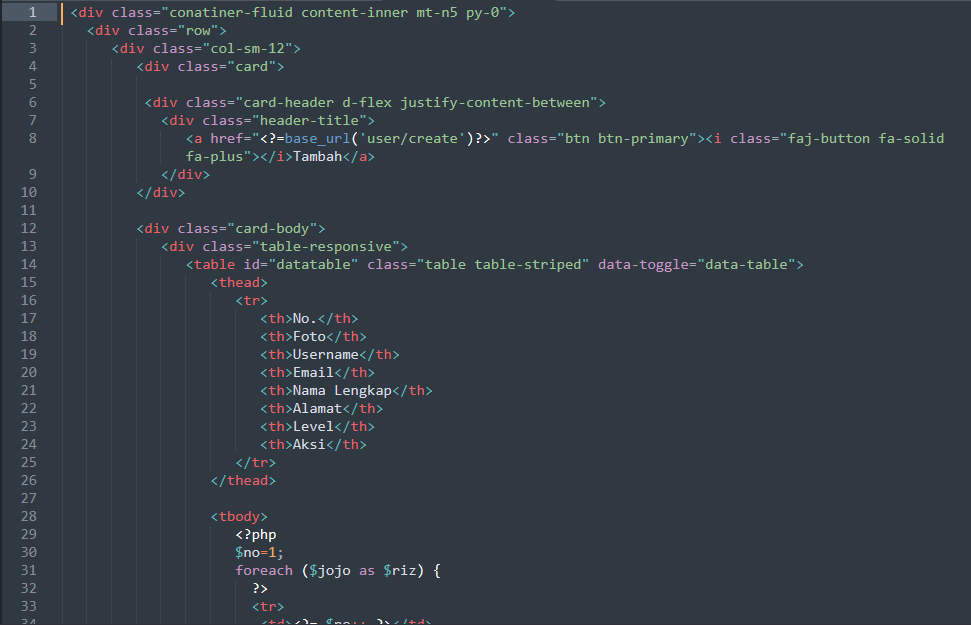 1 <div class="conatiner-fluid content-inner mt-n5 py-0">
2 <div class="row">
3 <div class="col-sm-12">
4 <div class="card">
5
6 <div class="card-header d-flex justify-content-between">
7 <div class="header-title">
8 <a href="<?=base_url('user/create')?>" class="btn btn-primary"><i class="faj-button fa-solid
fa-plus"></i>Tambah</a>
9 </div>
10 </div>
11
12 <div class="card-body">
13 <div class="table-responsive">
14 <table id="datatable" class="table table-striped" data-toggle="data-table">
15 <thead>
16 <tr>
17 <th>No.</th>
18 <th>Foto</th>
19 <th>Username</th>
20 <th>Email</th>
21 <th>Nama Lengkap</th>
22 <th>Alamat</th>
23 <th>Level</th>
24 <th>Aksi</th>
25 </tr>
26 </thead>
27
28 <tbody>
29 <?php
30 $no=1;
31 foreach ($jojo as $riz) {
32 ?>
33 <tr>
34 <td><?= $no++ ?></td>